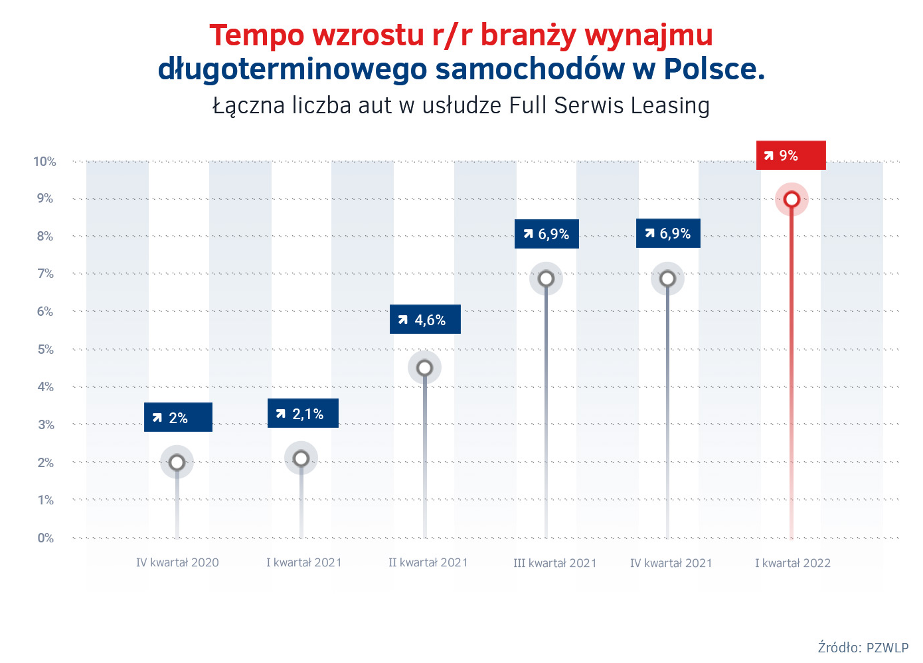 Tempo wzrostu r/r branży wynajmu
długoterminowego samochodów w Polsce.
Łączna liczba aut w usłudze Full Serwis Leasing
10%
9%
8%
7%
6%
5%
4%
3%
2%
1%
0%
2%
2,1%
4,6%
6,9%
6,9%
9%
IV kwartał 2020
I kwartał 2021
II kwartał 2021
III kwartał 2021
IV kwartał 2021
I kwartał 2022
Źródło: PZWLP